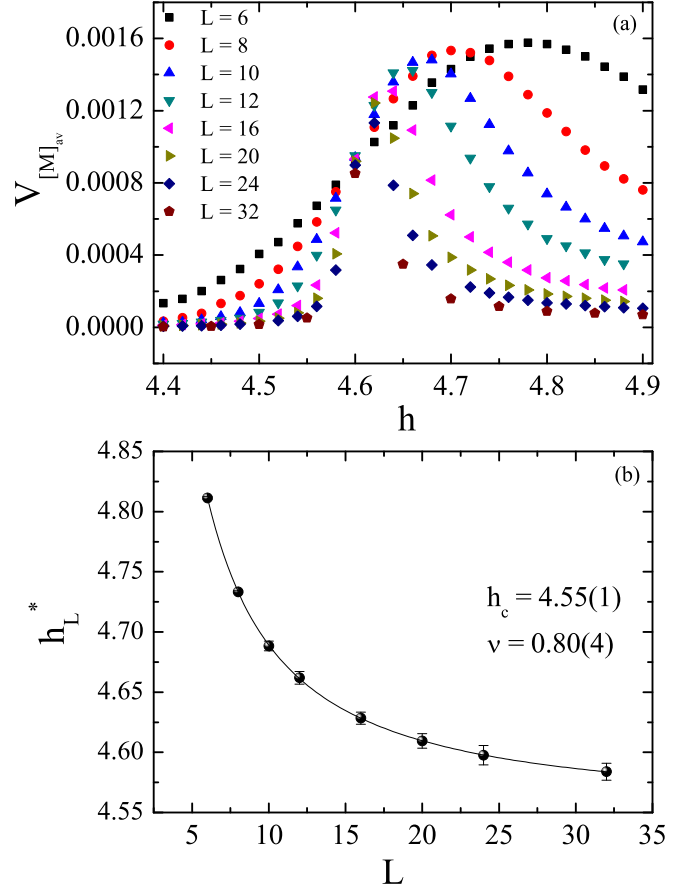 (a)
L = 6
L = 8
L = 10
L = 12
L = 16
L = 20
L = 24
L = 32
0.0016
0.0012
0.0008
0.0004
0.0000
V[M]av
4.4 4.5 4.6 4.7 4.8 4.9
h
(b)
4.85
4.80
4.75
4.70
4.65
4.60
4.55
hL*
hc = 4.55(1)
ν = 0.80(4)
5 10 15 20 25 30 35
L